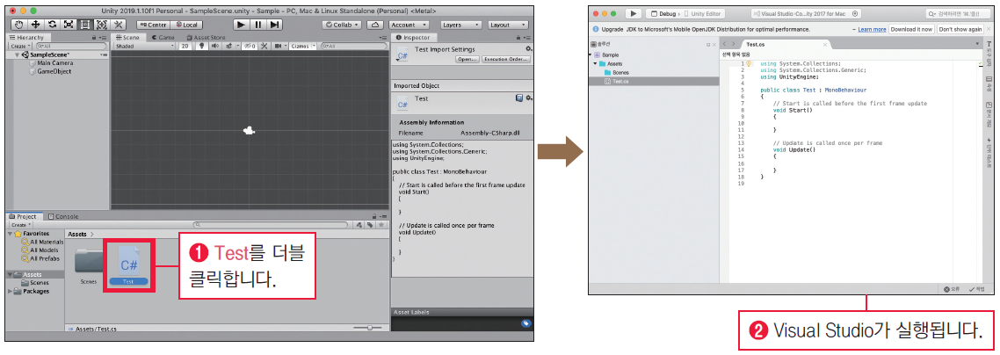 Unity 2019.1.10f1 Personal - SampleScene.unity - Sample - PC, Mac & Linux Standalone (Personal) <Metal>
Center
Local
Collab
Account
Layers
Layout
Hierarchy
Create
All
SampleScene*
Main Camera
GameObject
Scene
Game
Asset Store
Shaded
2D
0
Gizmos
All
Inspector
C#
Test Import Settings
Open...
Execution Order...
Imported Object
C#
Test
Assembly Information
Filename Assembly-CSharp.dll
using System.Collections;
using System.Collections.Generic;
using UnityEngine;
public class Test : MonoBehaviour
{
// Start is called before the first frame update
void Start()
{
}
// Update is called once per frame
void Update()
{
}
}
Asset Labels
Project
Console
Create
Favorites
All Materials
All Models
All Prefabs
Assets
Scenes
Packages
Assets
Scenes
C#
Test
Assets/Test.cs
❶ Test를 더블
클릭합니다.
Debug
Unity Editor
Visual Studio Co...ity 2017 for Mac
Upgrade JDK to Microsoft's Mobile OpenJDK Distribution for optimal performance.
Learn more
Download it now
Don't show again
솔루션
Sample
Assets
Scenes
Test.cs
Test.cs
선택 항목 없음
1 using System.Collections;
2 using System.Collections.Generic;
3 using UnityEngine;
4
5 public class Test : MonoBehaviour
6 {
7 // Start is called before the first frame update
8 void Start()
9 {
10
11 }
12
13 // Update is called once per frame
14 void Update()
15 {
16
17 }
18 }
19
오류
작업
❷ Visual Studio가 실행됩니다.